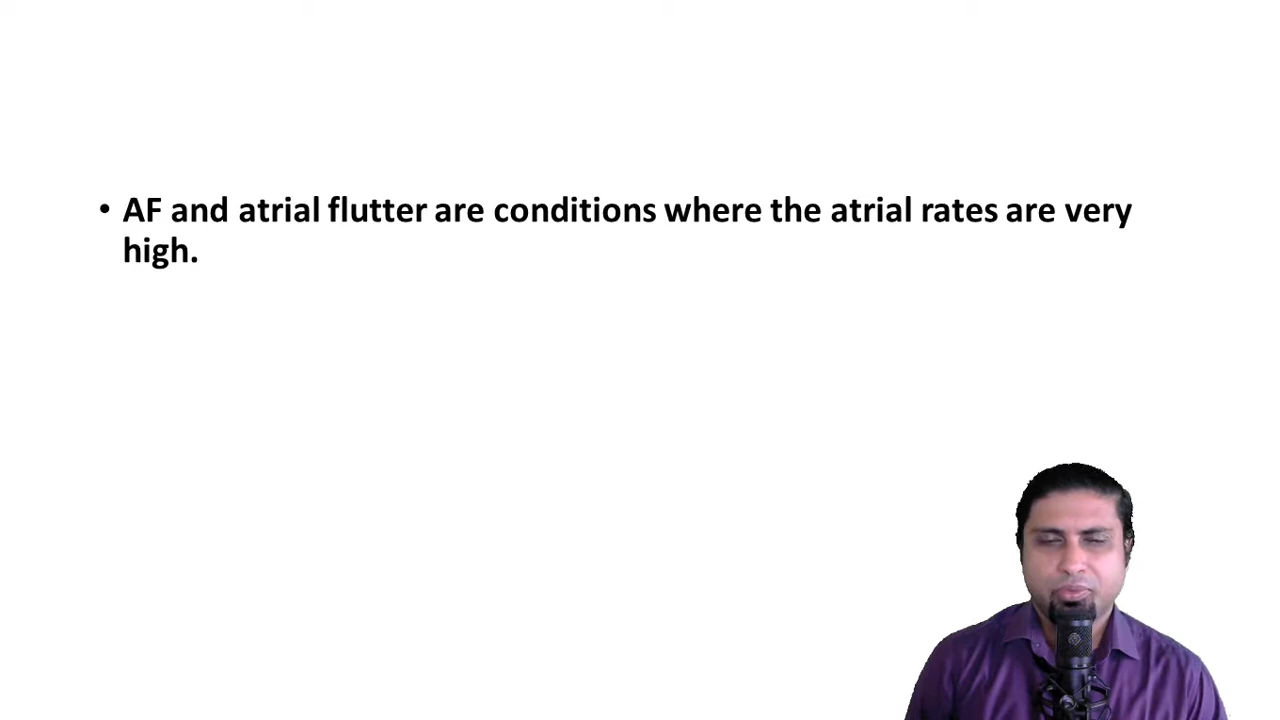 • AF and atrial flutter are conditions where the atrial rates are very
high.